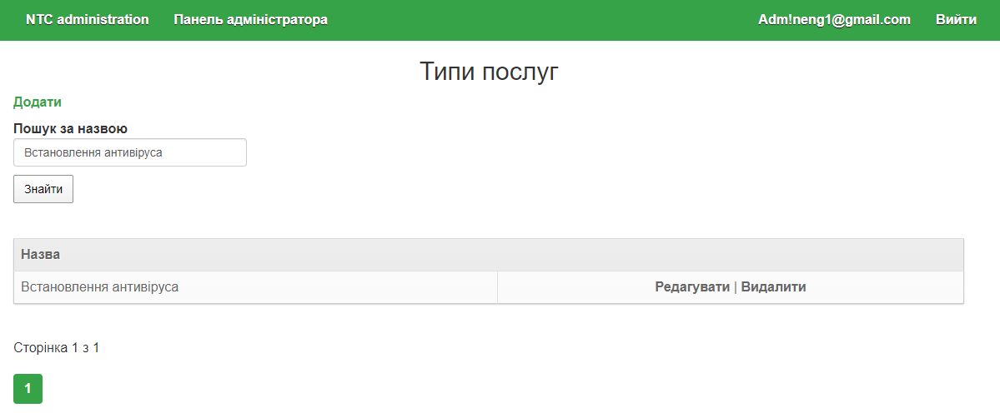 NTC administration Панель адміністратора Adm!neng1@gmail.com Вийти
Типи послуг
Додати
Пошук за назвою
Встановлення антивіруса
Знайти
Назва
Встановлення антивіруса Редагувати | Видалити
Сторінка 1 з 1
1